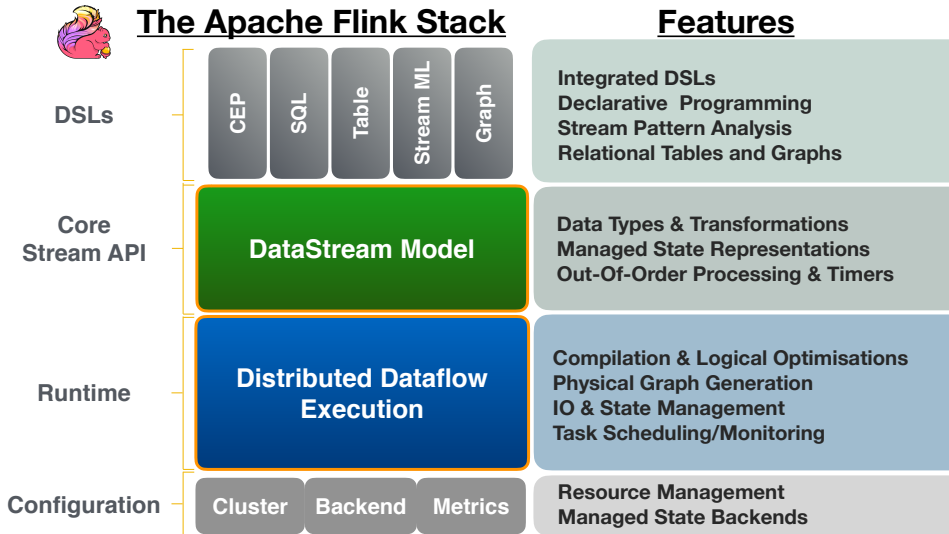 The Apache Flink Stack
Features
DSLs
CEP
SQL
Table
Stream ML
Graph
Integrated DSLs
Declarative Programming
Stream Pattern Analysis
Relational Tables and Graphs
Core
Stream API
DataStream Model
Data Types & Transformations
Managed State Representations
Out-Of-Order Processing & Timers
Runtime
Distributed Dataflow
Execution
Compilation & Logical Optimisations
Physical Graph Generation
IO & State Management
Task Scheduling/Monitoring
Configuration
Cluster
Backend
Metrics
Resource Management
Managed State Backends